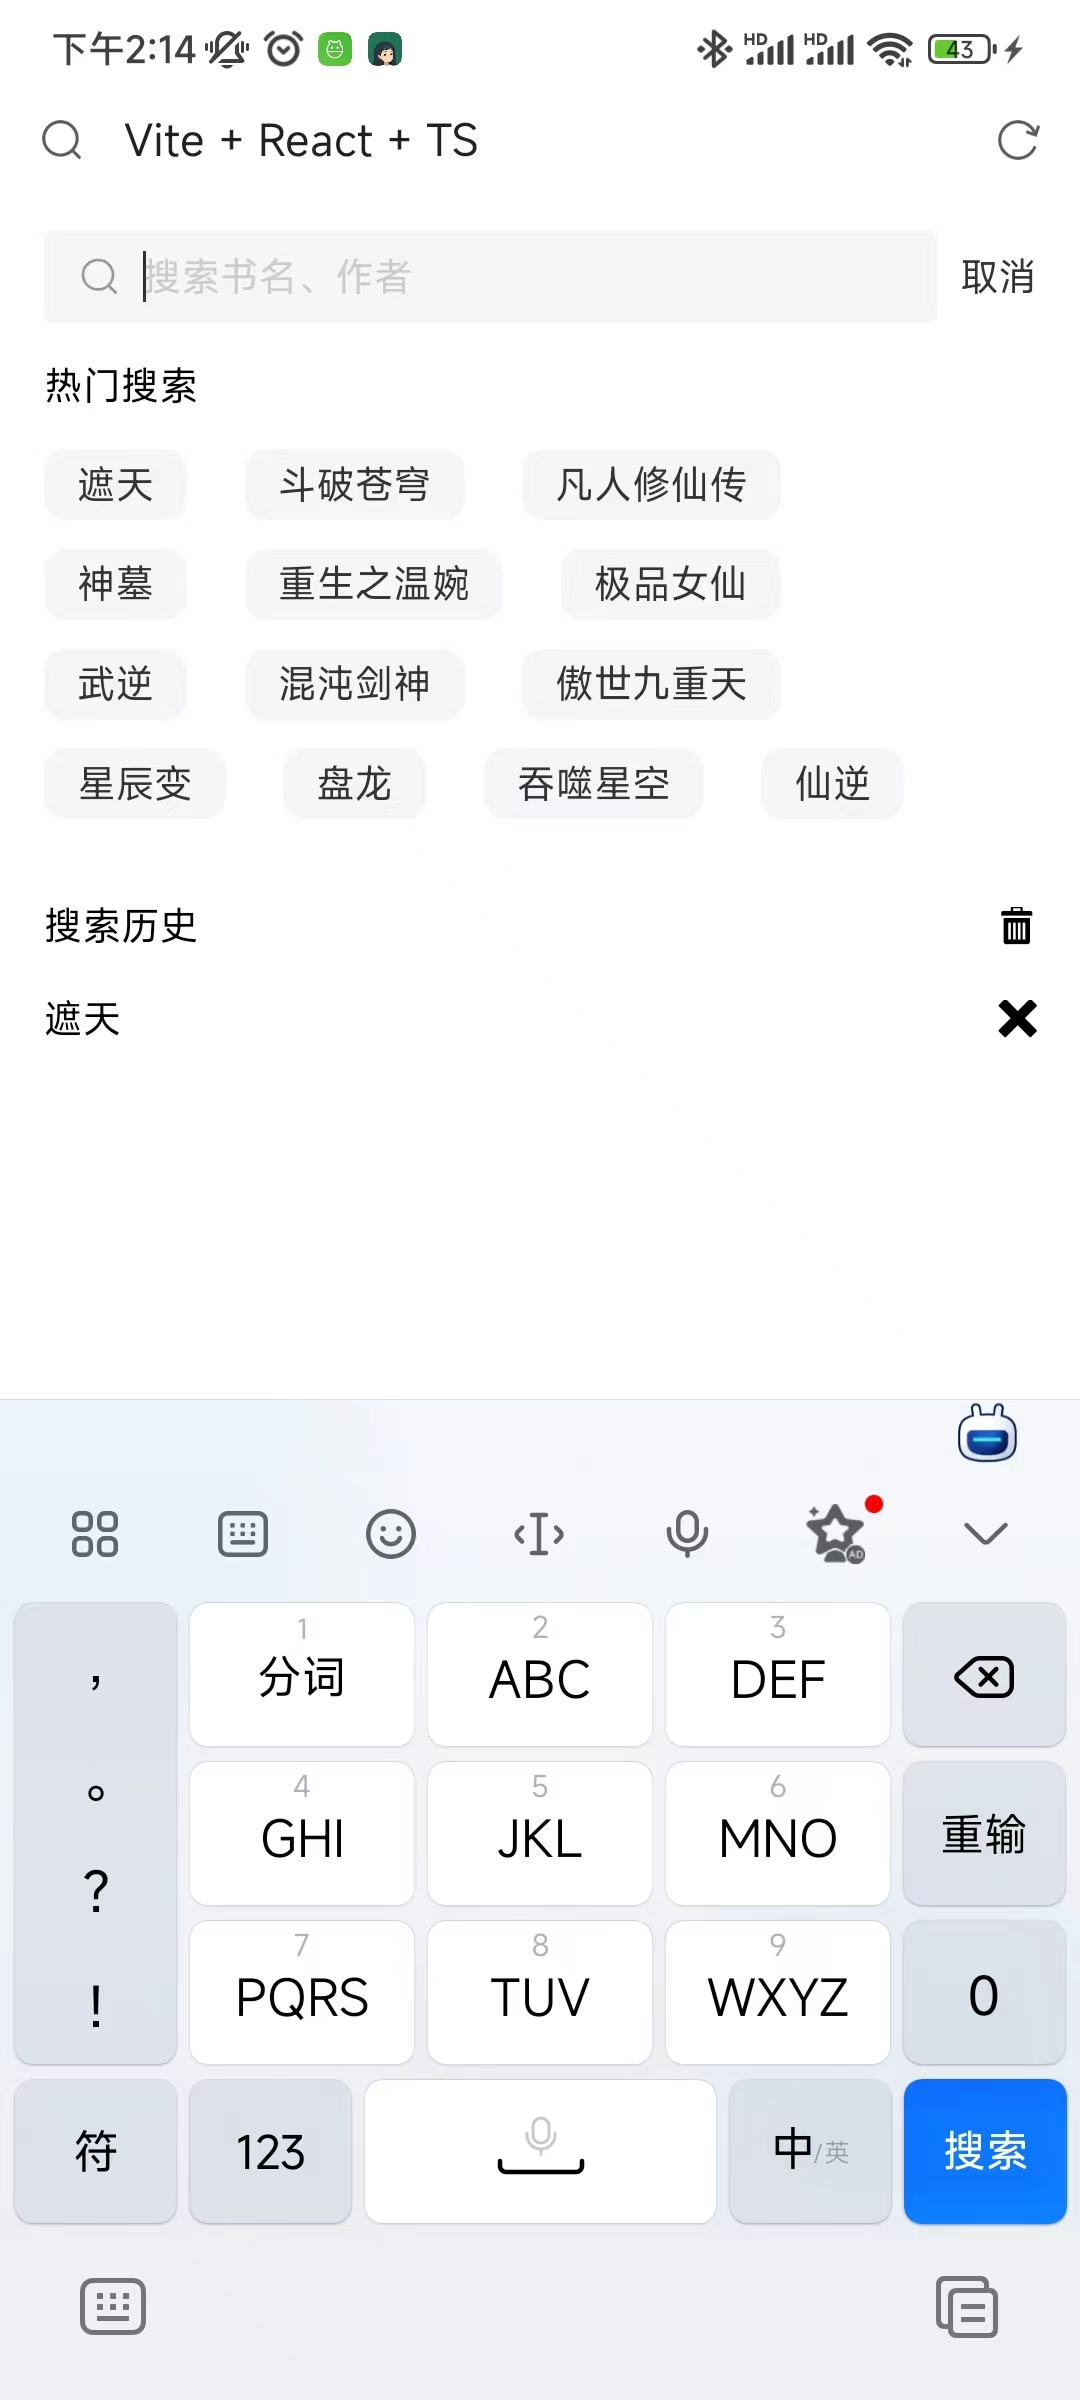 下午2:14 HD HD 43
Vite + React + TS
搜索书名、作者 取消
热门搜索
遮天 斗破苍穹 凡人修仙传
神墓 重生之温婉 极品女仙
武逆 混沌剑神 傲世九重天
星辰变 盘龙 吞噬星空 仙逆
搜索历史
遮天
AD
， 1 分词 2 ABC 3 DEF
。 4 GHI 5 JKL 6 MNO 重输
？
！ 7 PQRS 8 TUV 9 WXYZ 0
符 123 中/英 搜索